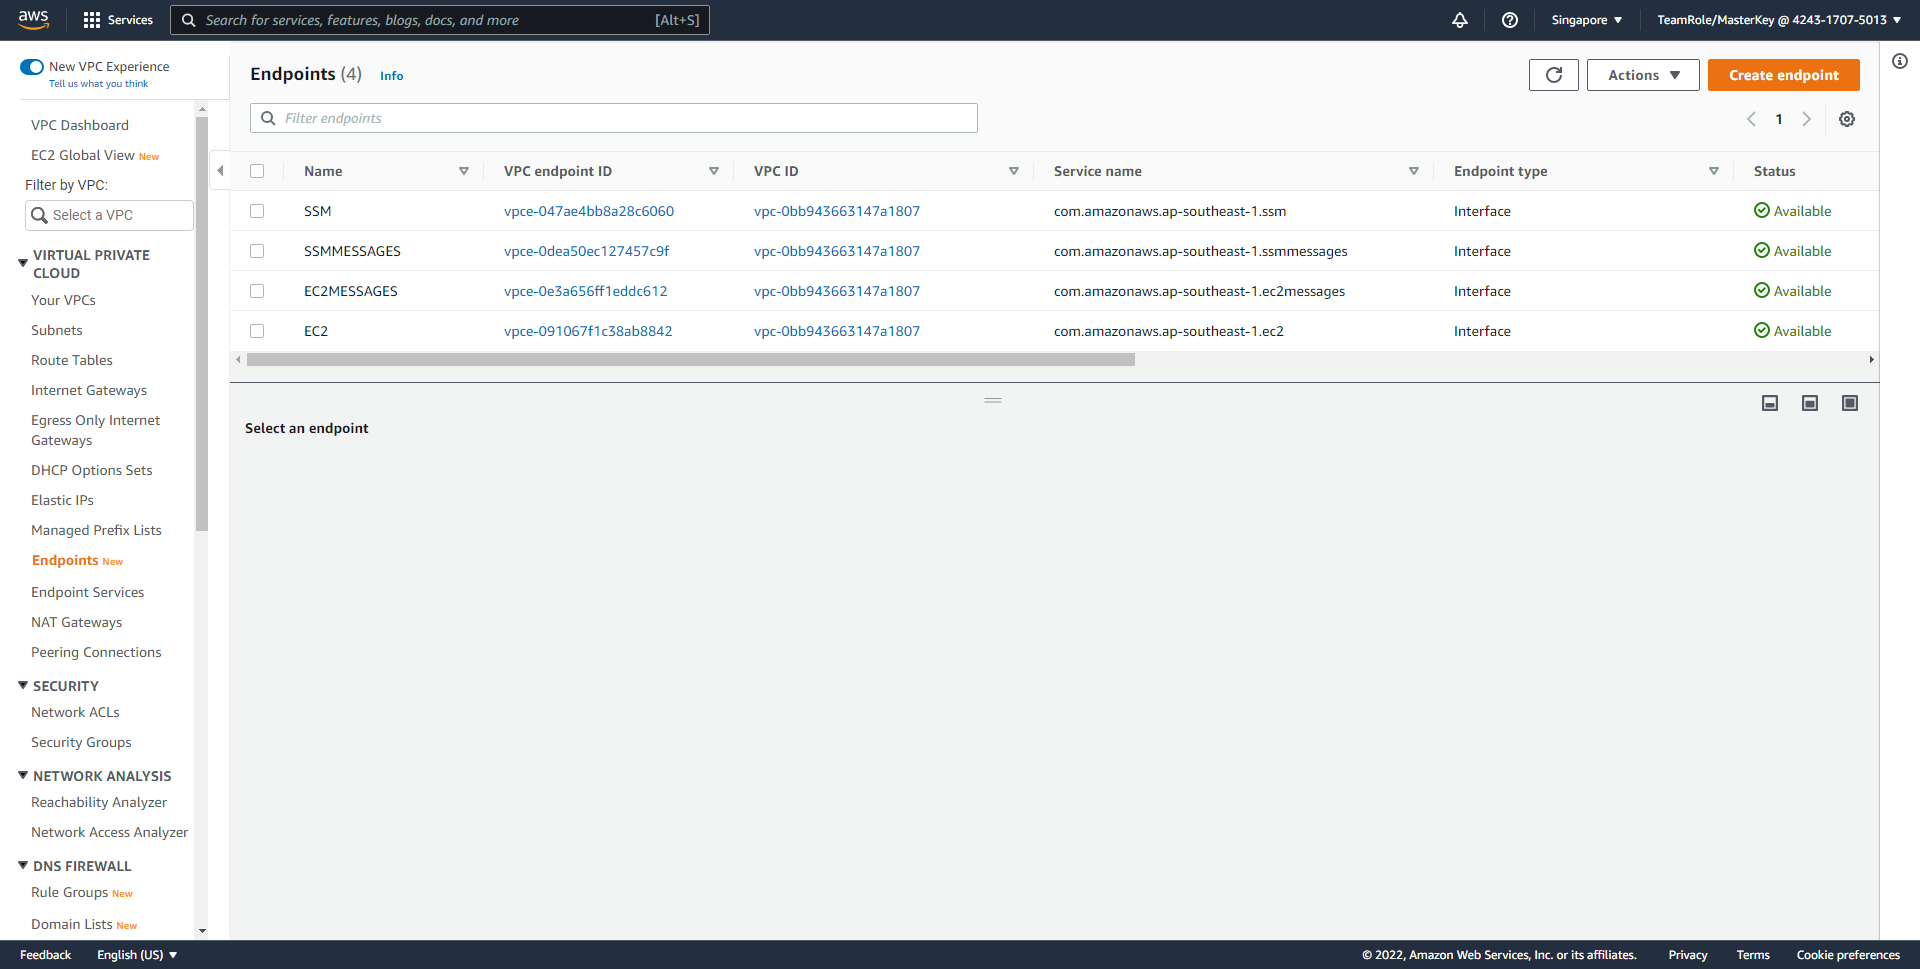 aws
Services
Search for services, features, blogs, docs, and more
[Alt+S]
Singapore
TeamRole/MasterKey @ 4243-1707-5013
New VPC Experience
Tell us what you think
VPC Dashboard
EC2 Global View New
Filter by VPC:
Select a VPC
VIRTUAL PRIVATE
CLOUD
Your VPCs
Subnets
Route Tables
Internet Gateways
Egress Only Internet
Gateways
DHCP Options Sets
Elastic IPs
Managed Prefix Lists
Endpoints New
Endpoint Services
NAT Gateways
Peering Connections
SECURITY
Network ACLs
Security Groups
NETWORK ANALYSIS
Reachability Analyzer
Network Access Analyzer
DNS FIREWALL
Rule Groups New
Domain Lists New
Endpoints (4) Info
Actions
Create endpoint
Filter endpoints
1
Name VPC endpoint ID VPC ID Service name Endpoint type Status
SSM vpce-047ae4bb8a28c6060 vpc-0bb943663147a1807 com.amazonaws.ap-southeast-1.ssm Interface Available
SSMMESSAGES vpce-0dea50ec127457c9f vpc-0bb943663147a1807 com.amazonaws.ap-southeast-1.ssmmessages Interface Available
EC2MESSAGES vpce-0e3a656ff1eddc612 vpc-0bb943663147a1807 com.amazonaws.ap-southeast-1.ec2messages Interface Available
EC2 vpce-091067f1c38ab8842 vpc-0bb943663147a1807 com.amazonaws.ap-southeast-1.ec2 Interface Available
Select an endpoint
Feedback English (US) © 2022, Amazon Web Services, Inc. or its affiliates. Privacy Terms Cookie preferences